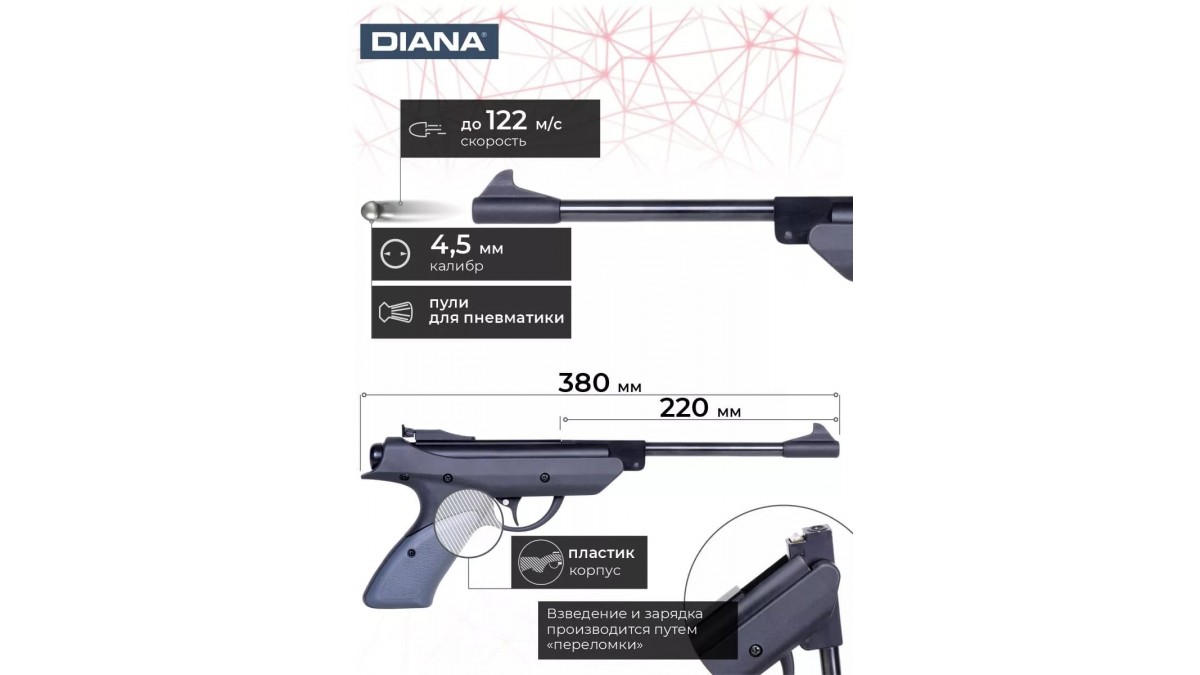 DIANA
до 122 м/с
скорость
4,5 мм
калибр
пули
для пневматики
380 мм
220 мм
пластик
корпус
Взведение и зарядка
производится путем
«переломки»